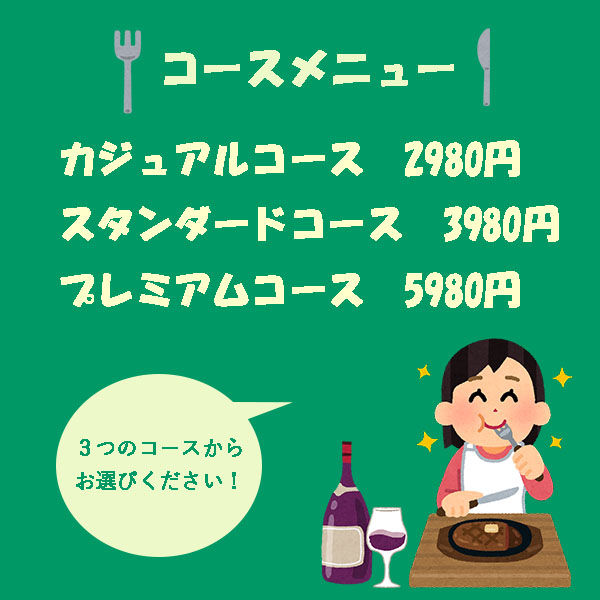 コースメニュー
カジュアルコース　2980円
スタンダードコース　3980円
プレミアムコース　5980円
３つのコースから
お選びください！